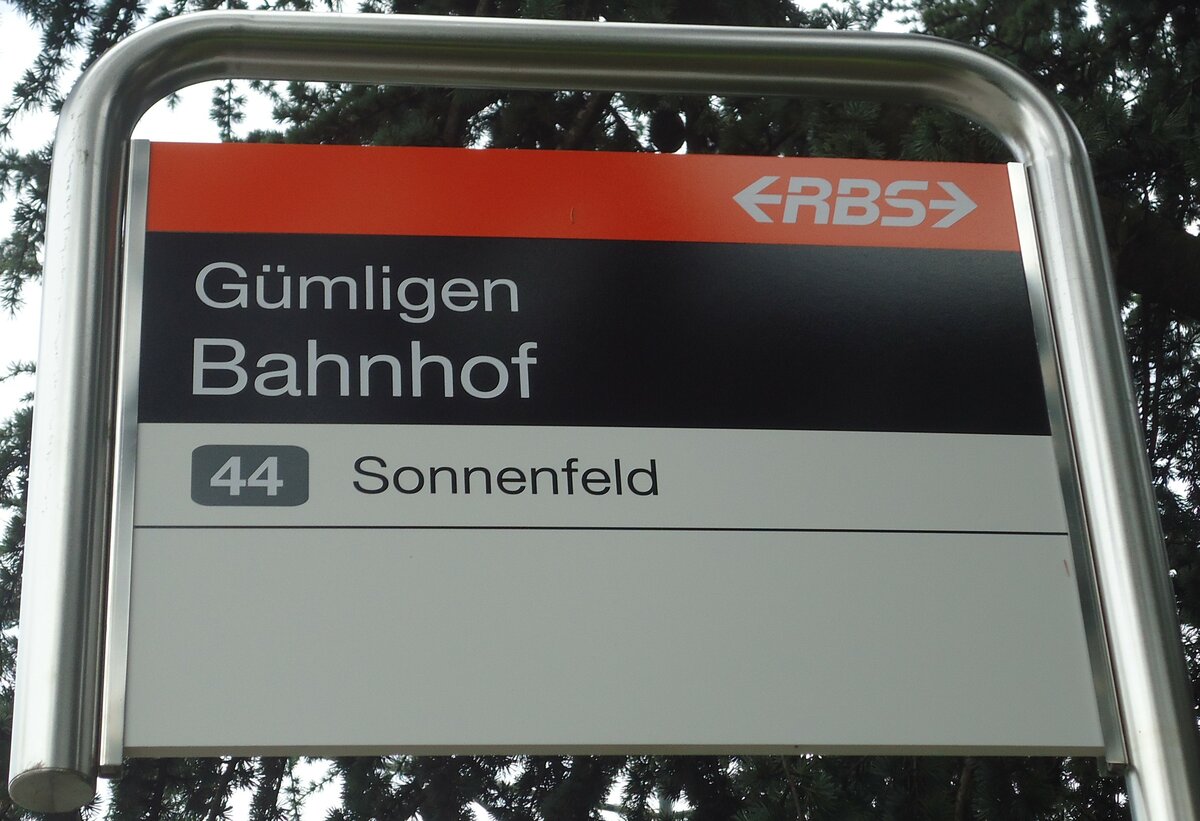 RBS
Gümligen
Bahnhof
44 Sonnenfeld